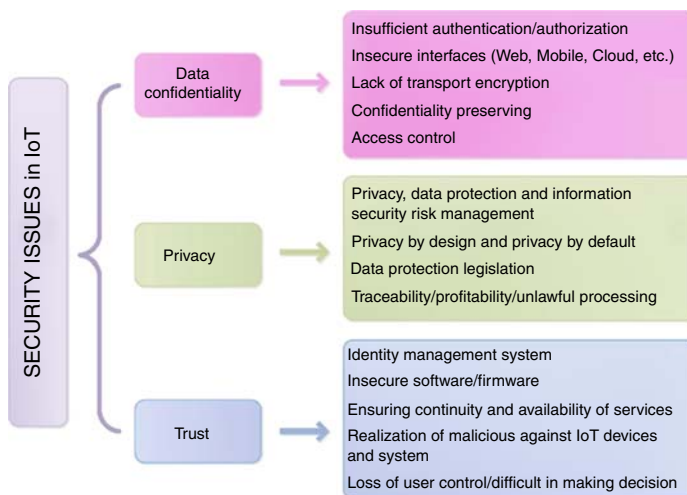 SECURITY ISSUES in IoT
Data
confidentiality
Insufficient authentication/authorization
Insecure interfaces (Web, Mobile, Cloud, etc.)
Lack of transport encryption
Confidentiality preserving
Access control
Privacy
Privacy, data protection and information
security risk management
Privacy by design and privacy by default
Data protection legislation
Traceability/profitability/unlawful processing
Trust
Identity management system
Insecure software/firmware
Ensuring continuity and availability of services
Realization of malicious against IoT devices
and system
Loss of user control/difficult in making decision